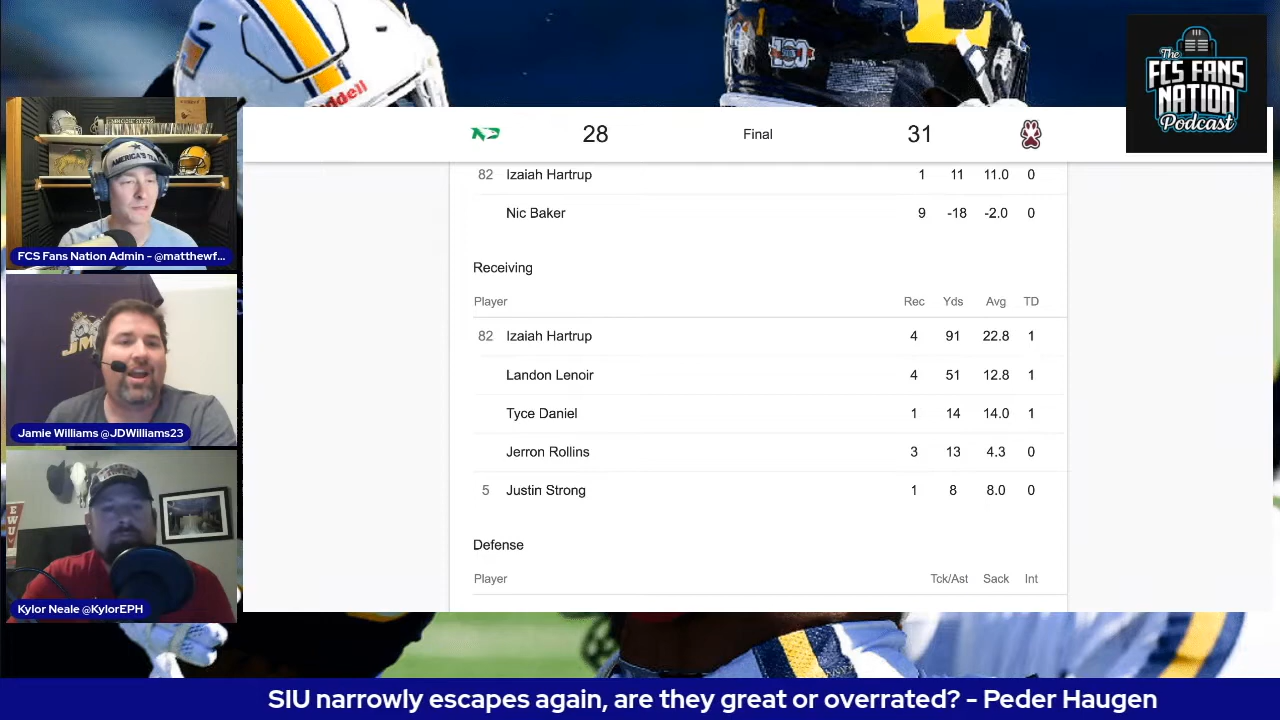 The
FCS FANS
NATION
Podcast
28 Final 31
82 Izaiah Hartrup 1 11 11.0 0
Nic Baker 9 -18 -2.0 0
Receiving
Player Rec Yds Avg TD
82 Izaiah Hartrup 4 91 22.8 1
Landon Lenoir 4 51 12.8 1
Tyce Daniel 1 14 14.0 1
Jerron Rollins 3 13 4.3 0
5 Justin Strong 1 8 8.0 0
Defense
Player Tck/Ast Sack Int
AMERICA'S TEAM
FCS Fans Nation Admin - @matthewf...
JM
Jamie Williams @JDWilliams23
EWU
Kylor Neale @KylorEPH
SIU narrowly escapes again, are they great or overrated? - Peder Haugen